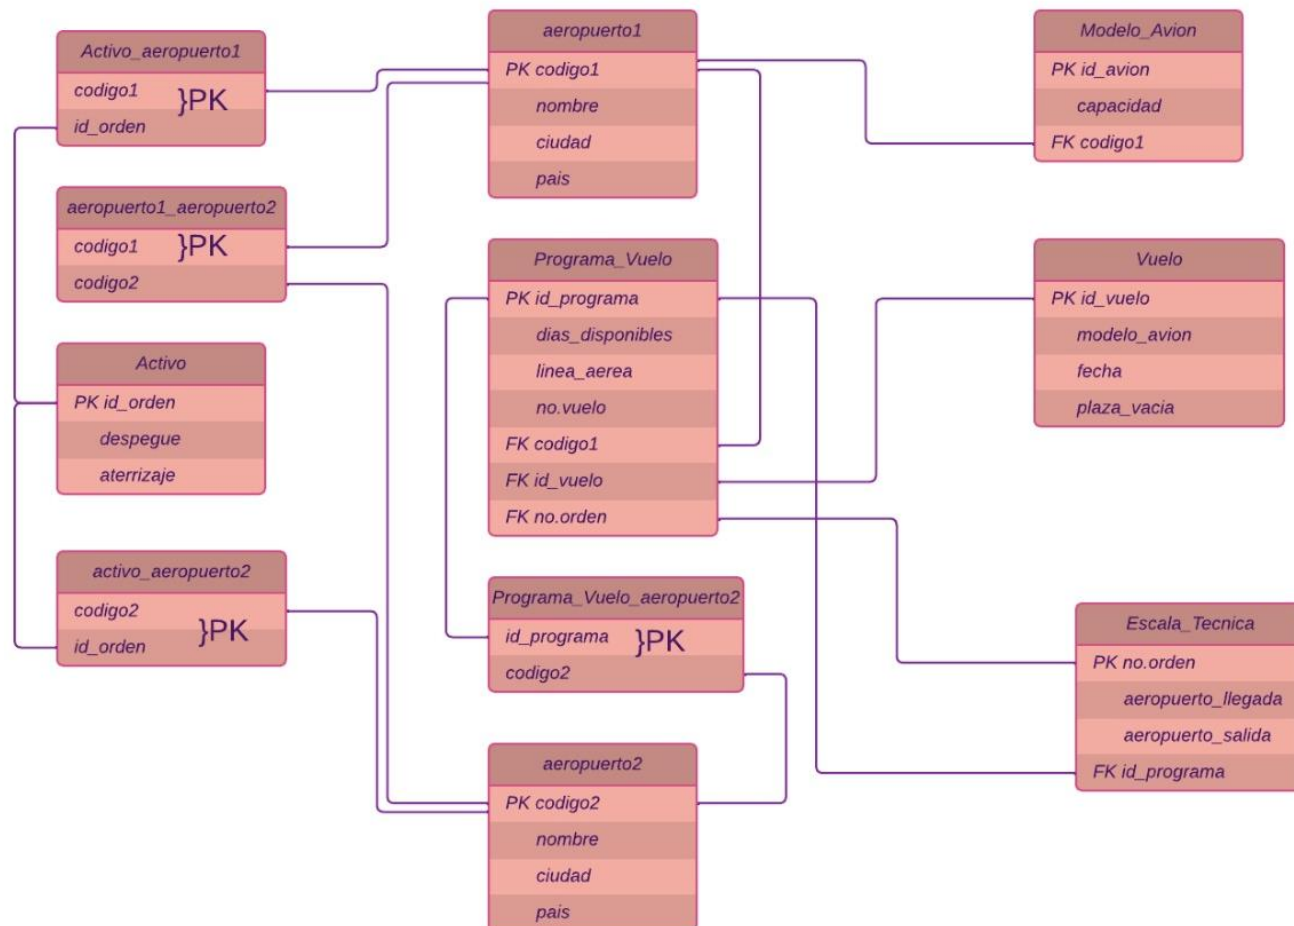 Activo_aeropuerto1
codigo1
}PK
id_orden
aeropuerto1_aeropuerto2
codigo1
}PK
codigo2
Activo
PK id_orden
despegue
aterrizaje
activo_aeropuerto2
codigo2
}PK
id_orden
aeropuerto1
PK codigo1
nombre
ciudad
pais
Programa_Vuelo
PK id_programa
dias_disponibles
linea_aerea
no.vuelo
FK codigo1
FK id_vuelo
FK no.orden
Programa_Vuelo_aeropuerto2
id_programa
}PK
codigo2
aeropuerto2
PK codigo2
nombre
ciudad
pais
Modelo_Avion
PK id_avion
capacidad
FK codigo1
Vuelo
PK id_vuelo
modelo_avion
fecha
plaza_vacia
Escala_Tecnica
PK no.orden
aeropuerto_llegada
aeropuerto_salida
FK id_programa